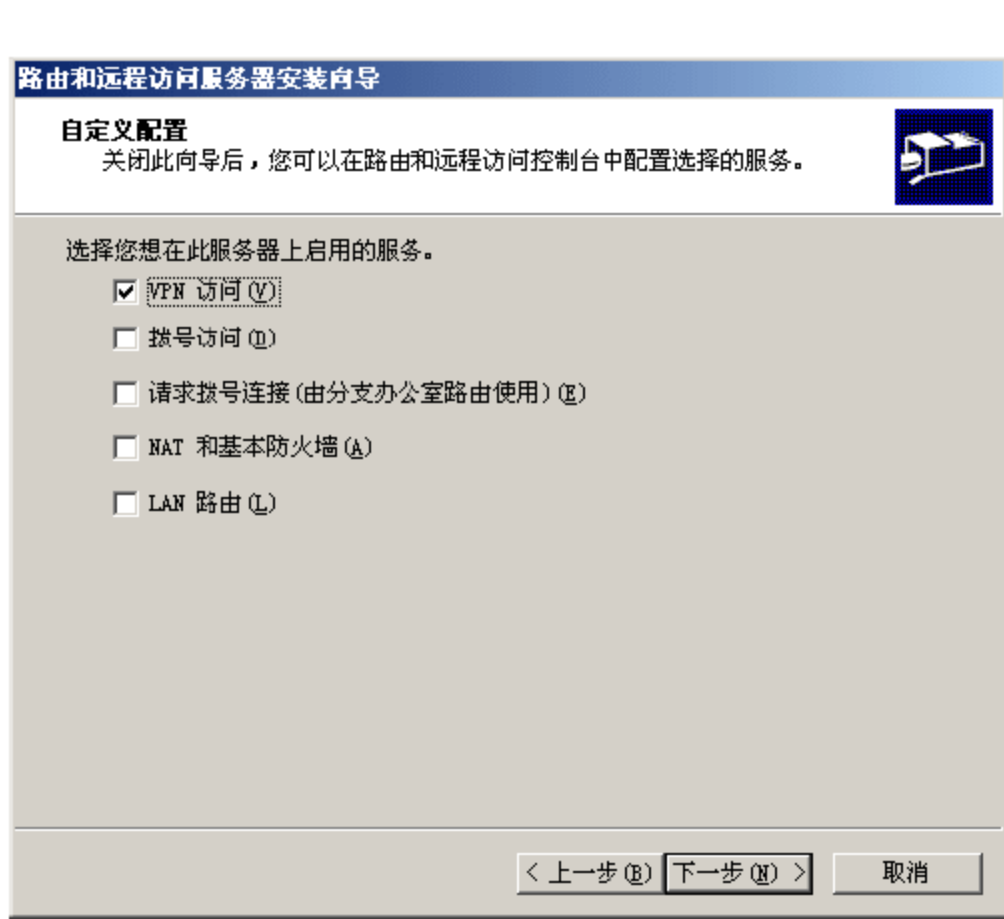 路由和远程访问服务器安装向导
自定义配置
关闭此向导后，您可以在路由和远程访问控制台中配置选择的服务。
选择您想在此服务器上启用的服务。
VPN 访问(V)
拨号访问(D)
请求拨号连接(由分支办公室路由使用)(E)
NAT 和基本防火墙(A)
LAN 路由(L)
< 上一步(B) 下一步(N) > 取消